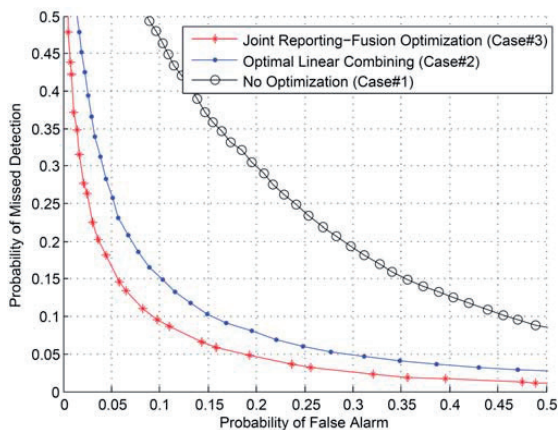 Joint Reporting-Fusion Optimization (Case#3)
Optimal Linear Combining (Case#2)
No Optimization (Case#1)
Probability of Missed Detection
0.5
0.45
0.4
0.35
0.3
0.25
0.2
0.15
0.1
0.05
0
0 0.05 0.1 0.15 0.2 0.25 0.3 0.35 0.4 0.45 0.5
Probability of False Alarm